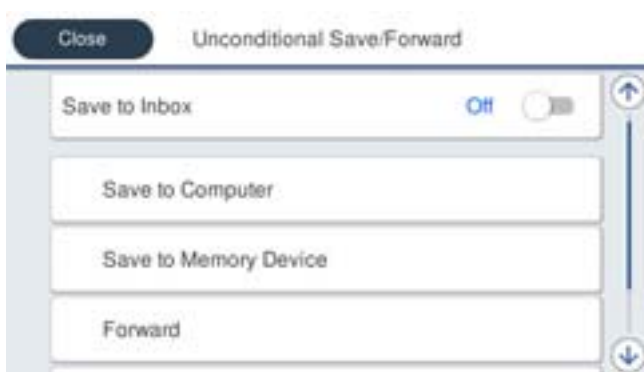 Close
Unconditional Save/Forward
Save to Inbox
Off
Save to Computer
Save to Memory Device
Forward